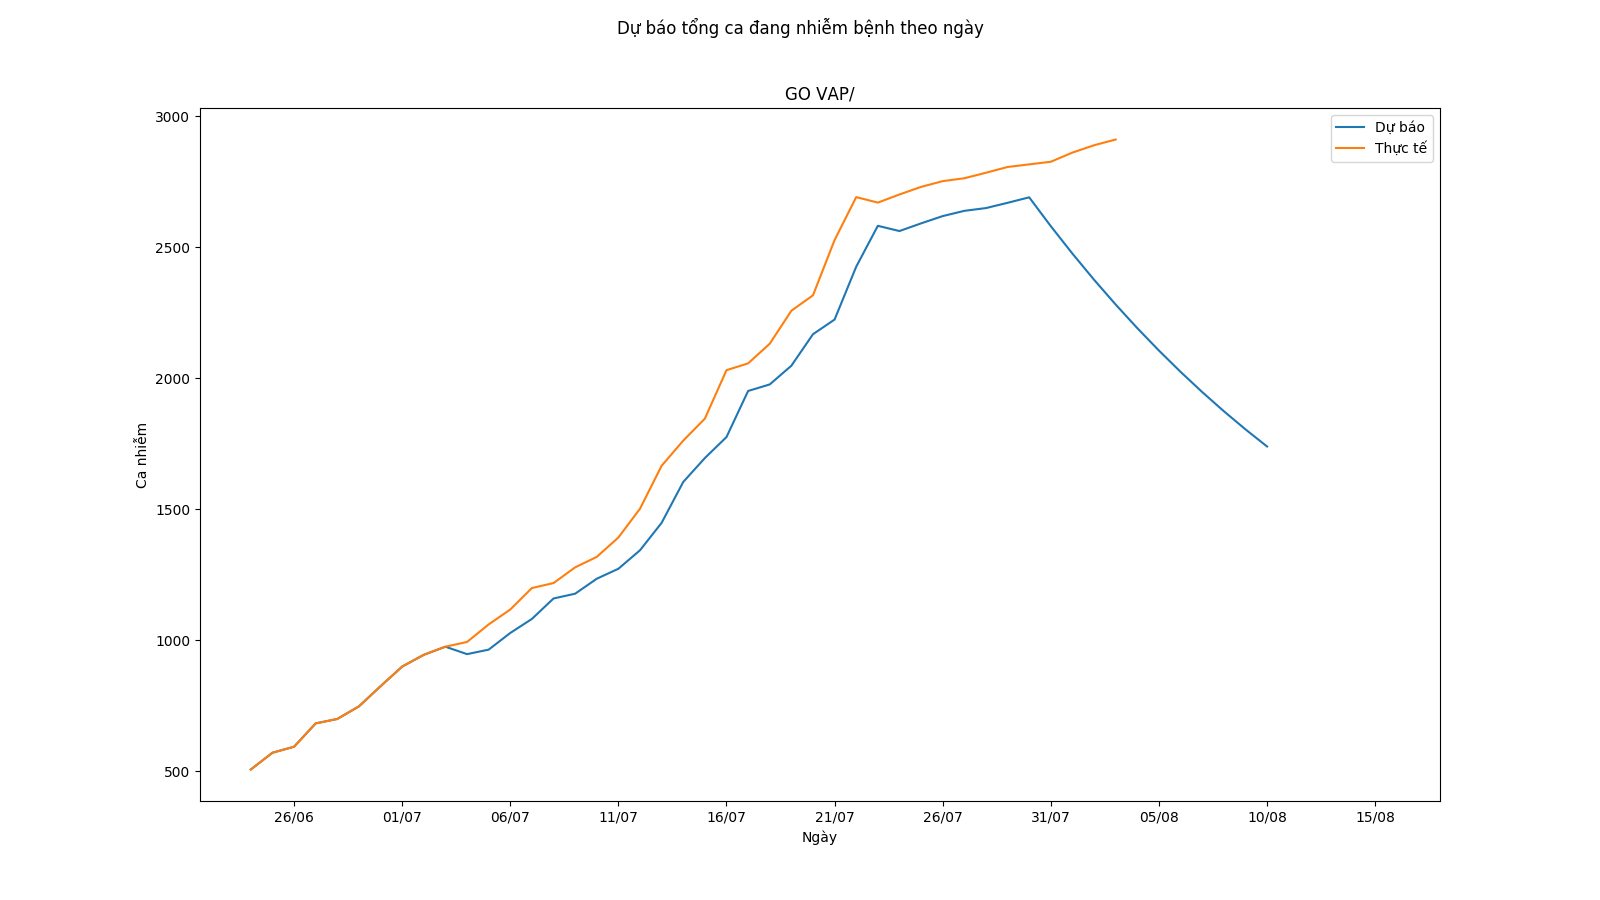 Dự báo tổng ca đang nhiễm bệnh theo ngày
GO VAP/
Dự báo
Thực tế
Ca nhiễm
3000
2500
2000
1500
1000
500
26/06 01/07 06/07 11/07 16/07 21/07 26/07 31/07 05/08 10/08 15/08
Ngày